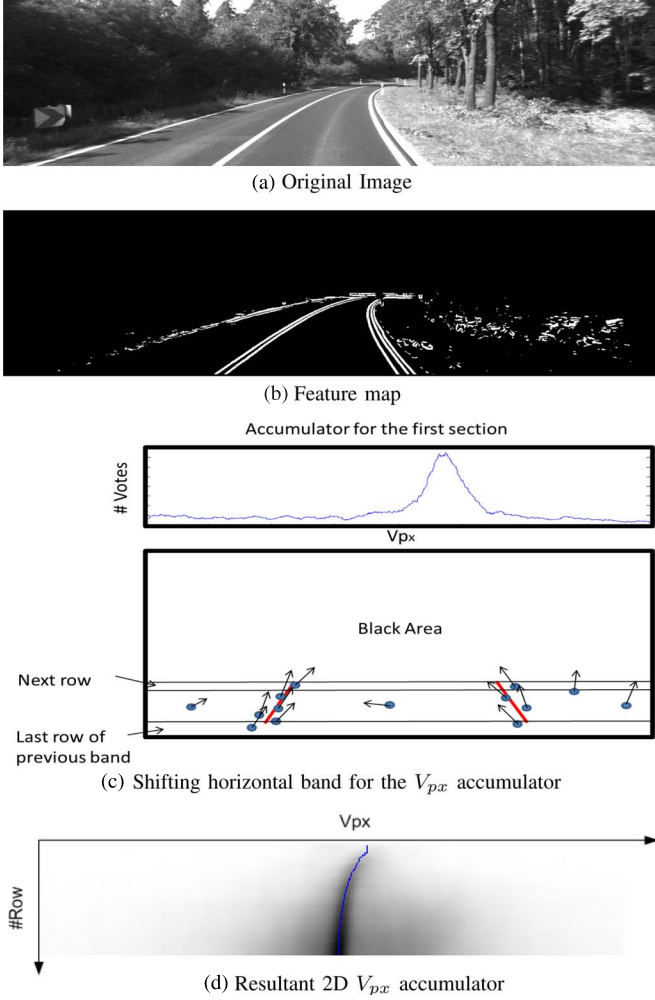 (a) Original Image
(b) Feature map
Accumulator for the first section
# Votes
Vpx
Black Area
Next row
Last row of
previous band
(c) Shifting horizontal band for the Vpx accumulator
Vpx
#Row
(d) Resultant 2D Vpx accumulator